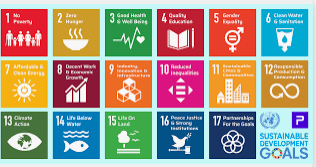 1 No
Poverty
2 Zero
Hunger
3 Good Health
& Well Being
4 Quality
Education
5 Gender
Equality
6 Clean Water
& Sanitation
7 Affordable &
Clean Energy
8 Decent Work
& Economic
Growth
9 Industry,
Innovation &
Infrastructure
10 Reduced
Inequalities
11 Sustainable
Cities &
Communities
12 Responsible
Production &
Consumption
13 Climate
Action
14 Life Below
Water
15 Life On
Land
16 Peace Justice
& Strong
Institutions
17 Partnerships
For the Goals
P
SUSTAINABLE
DEVELOPMENT
GOALS